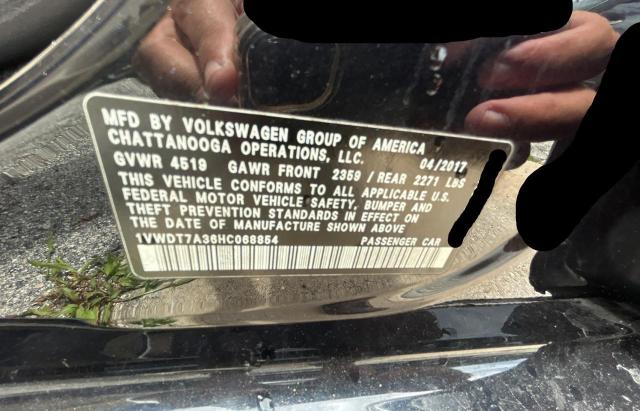 MFD BY VOLKSWAGEN GROUP OF AMERICA
CHATTANOOGA OPERATIONS, LLC. 04/2017
GVWR 4519 GAWR FRONT 2359 / REAR 2271 LBS
THIS VEHICLE CONFORMS TO ALL APPLICABLE U.S.
FEDERAL MOTOR VEHICLE SAFETY, BUMPER AND
THEFT PREVENTION STANDARDS IN EFFECT ON
THE DATE OF MANUFACTURE SHOWN ABOVE
1VWDT7A36HC068854 PASSENGER CAR